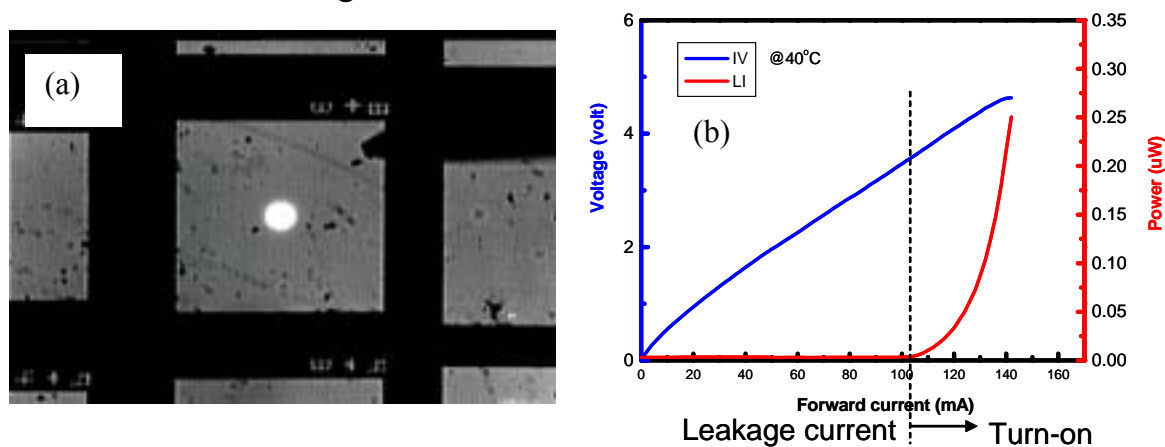 (a)
(b)
IV @40°C
LI
Voltage (volt)
6
4
2
0
Power (uW)
0.35
0.30
0.25
0.20
0.15
0.10
0.05
0.00
0 20 40 60 80 100 120 140 160
Forward current (mA)
Leakage current
Turn-on